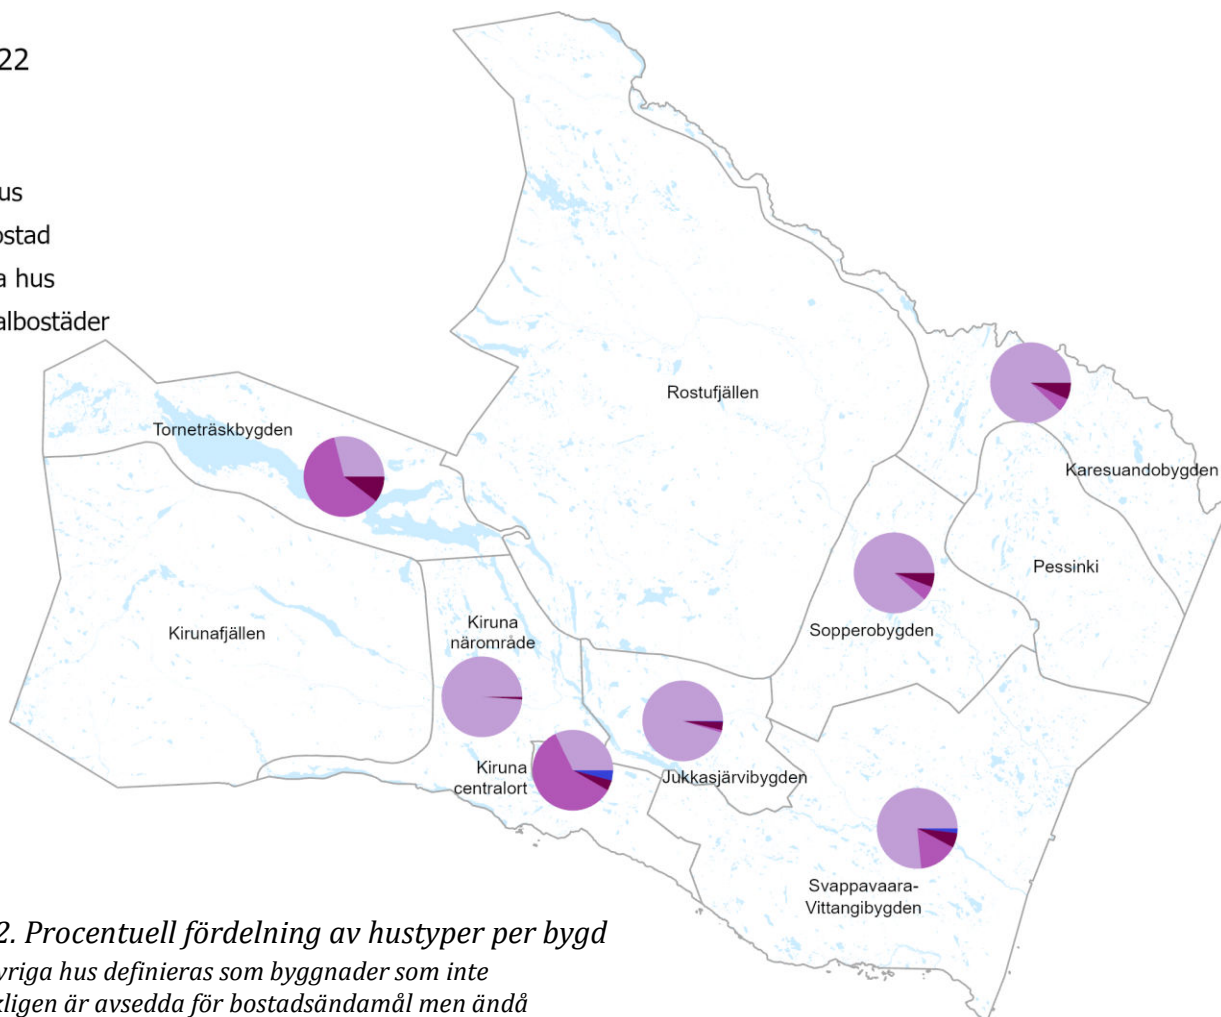 22
us
ostad
a hus
albostäder
Rostufjällen
Torneträskbygden
Karesuandobygden
Pessinki
Kirunafjällen
Kiruna
närområde
Sopperobygden
Kiruna
centralort
Jukkasjärvibygden
Svappavaara-
Vittangibygden
2. Procentuell fördelning av hustyper per bygd
vriga hus definieras som byggnader som inte
kligen är avsedda för bostadsändamål men ändå